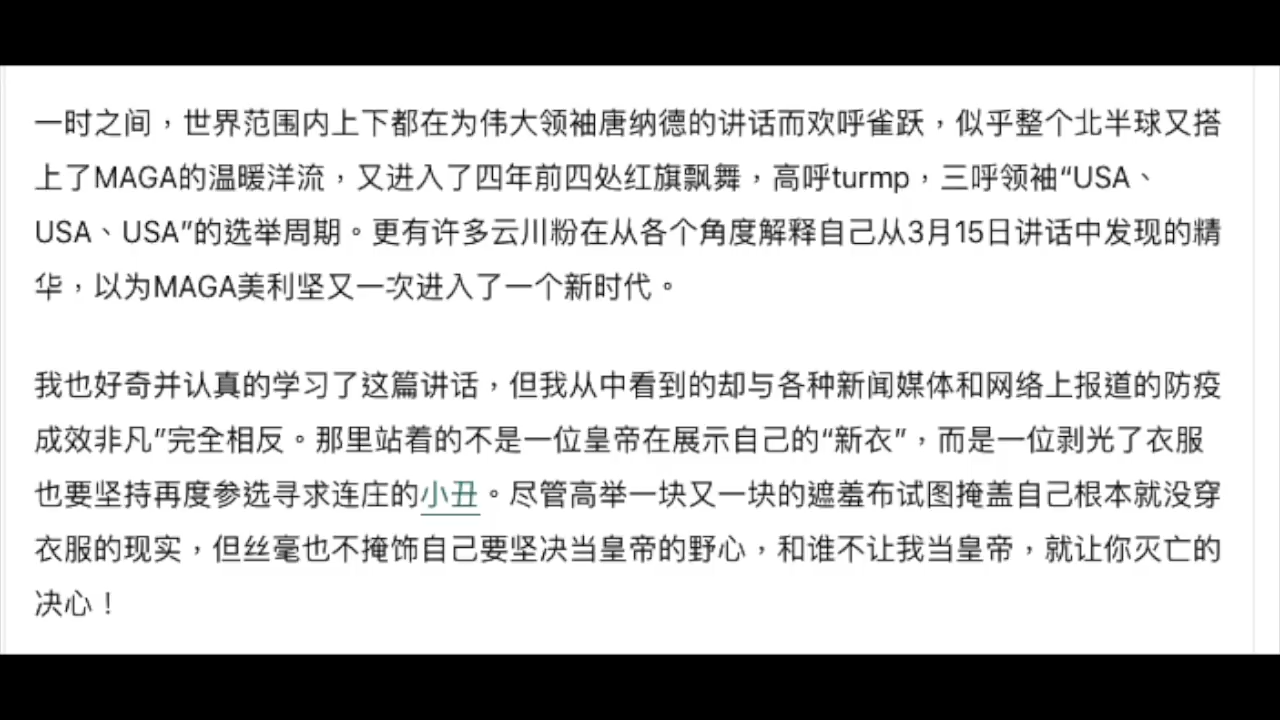 一时之间，世界范围内上下都在为伟大领袖唐纳德的讲话而欢呼雀跃，似乎整个北半球又搭
上了MAGA的温暖洋流，又进入了四年前四处红旗飘舞，高呼turmp，三呼领袖“USA、
USA、USA”的选举周期。更有许多云川粉在从各个角度解释自己从3月15日讲话中发现的精
华，以为MAGA美利坚又一次进入了一个新时代。
我也好奇并认真的学习了这篇讲话，但我从中看到的却与各种新闻媒体和网络上报道的防疫
成效非凡”完全相反。那里站着的不是一位皇帝在展示自己的“新衣”，而是一位剥光了衣服
也要坚持再度参选寻求连庄的小丑。尽管高举一块又一块的遮羞布试图掩盖自己根本就没穿
衣服的现实，但丝毫也不掩饰自己要坚决当皇帝的野心，和谁不让我当皇帝，就让你灭亡的
决心！